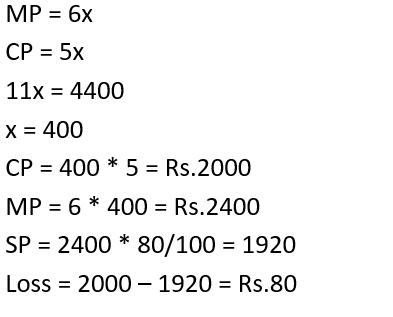 MP = 6x
CP = 5x
11x = 4400
x = 400
CP = 400 * 5 = Rs.2000
MP = 6 * 400 = Rs.2400
SP = 2400 * 80/100 = 1920
Loss = 2000 – 1920 = Rs.80